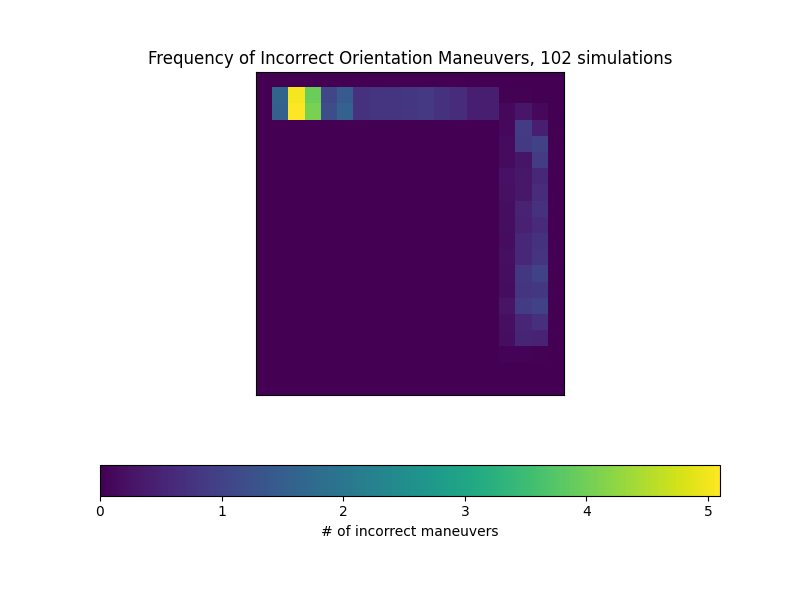 Frequency of Incorrect Orientation Maneuvers, 102 simulations
0 1 2 3 4 5
# of incorrect maneuvers